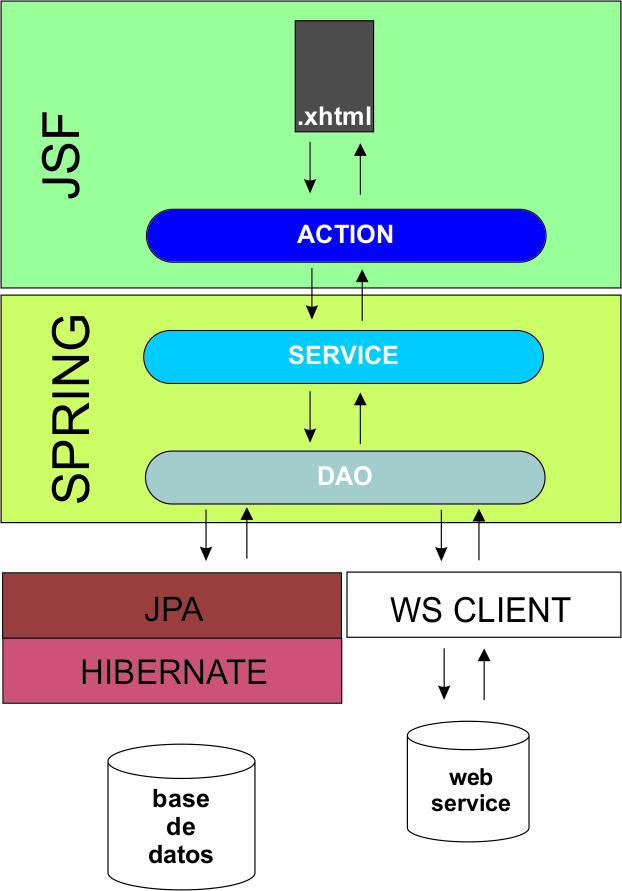 JSF
.xhtml
ACTION
SPRING
SERVICE
DAO
JPA
HIBERNATE
WS CLIENT
base
de
datos
web
service